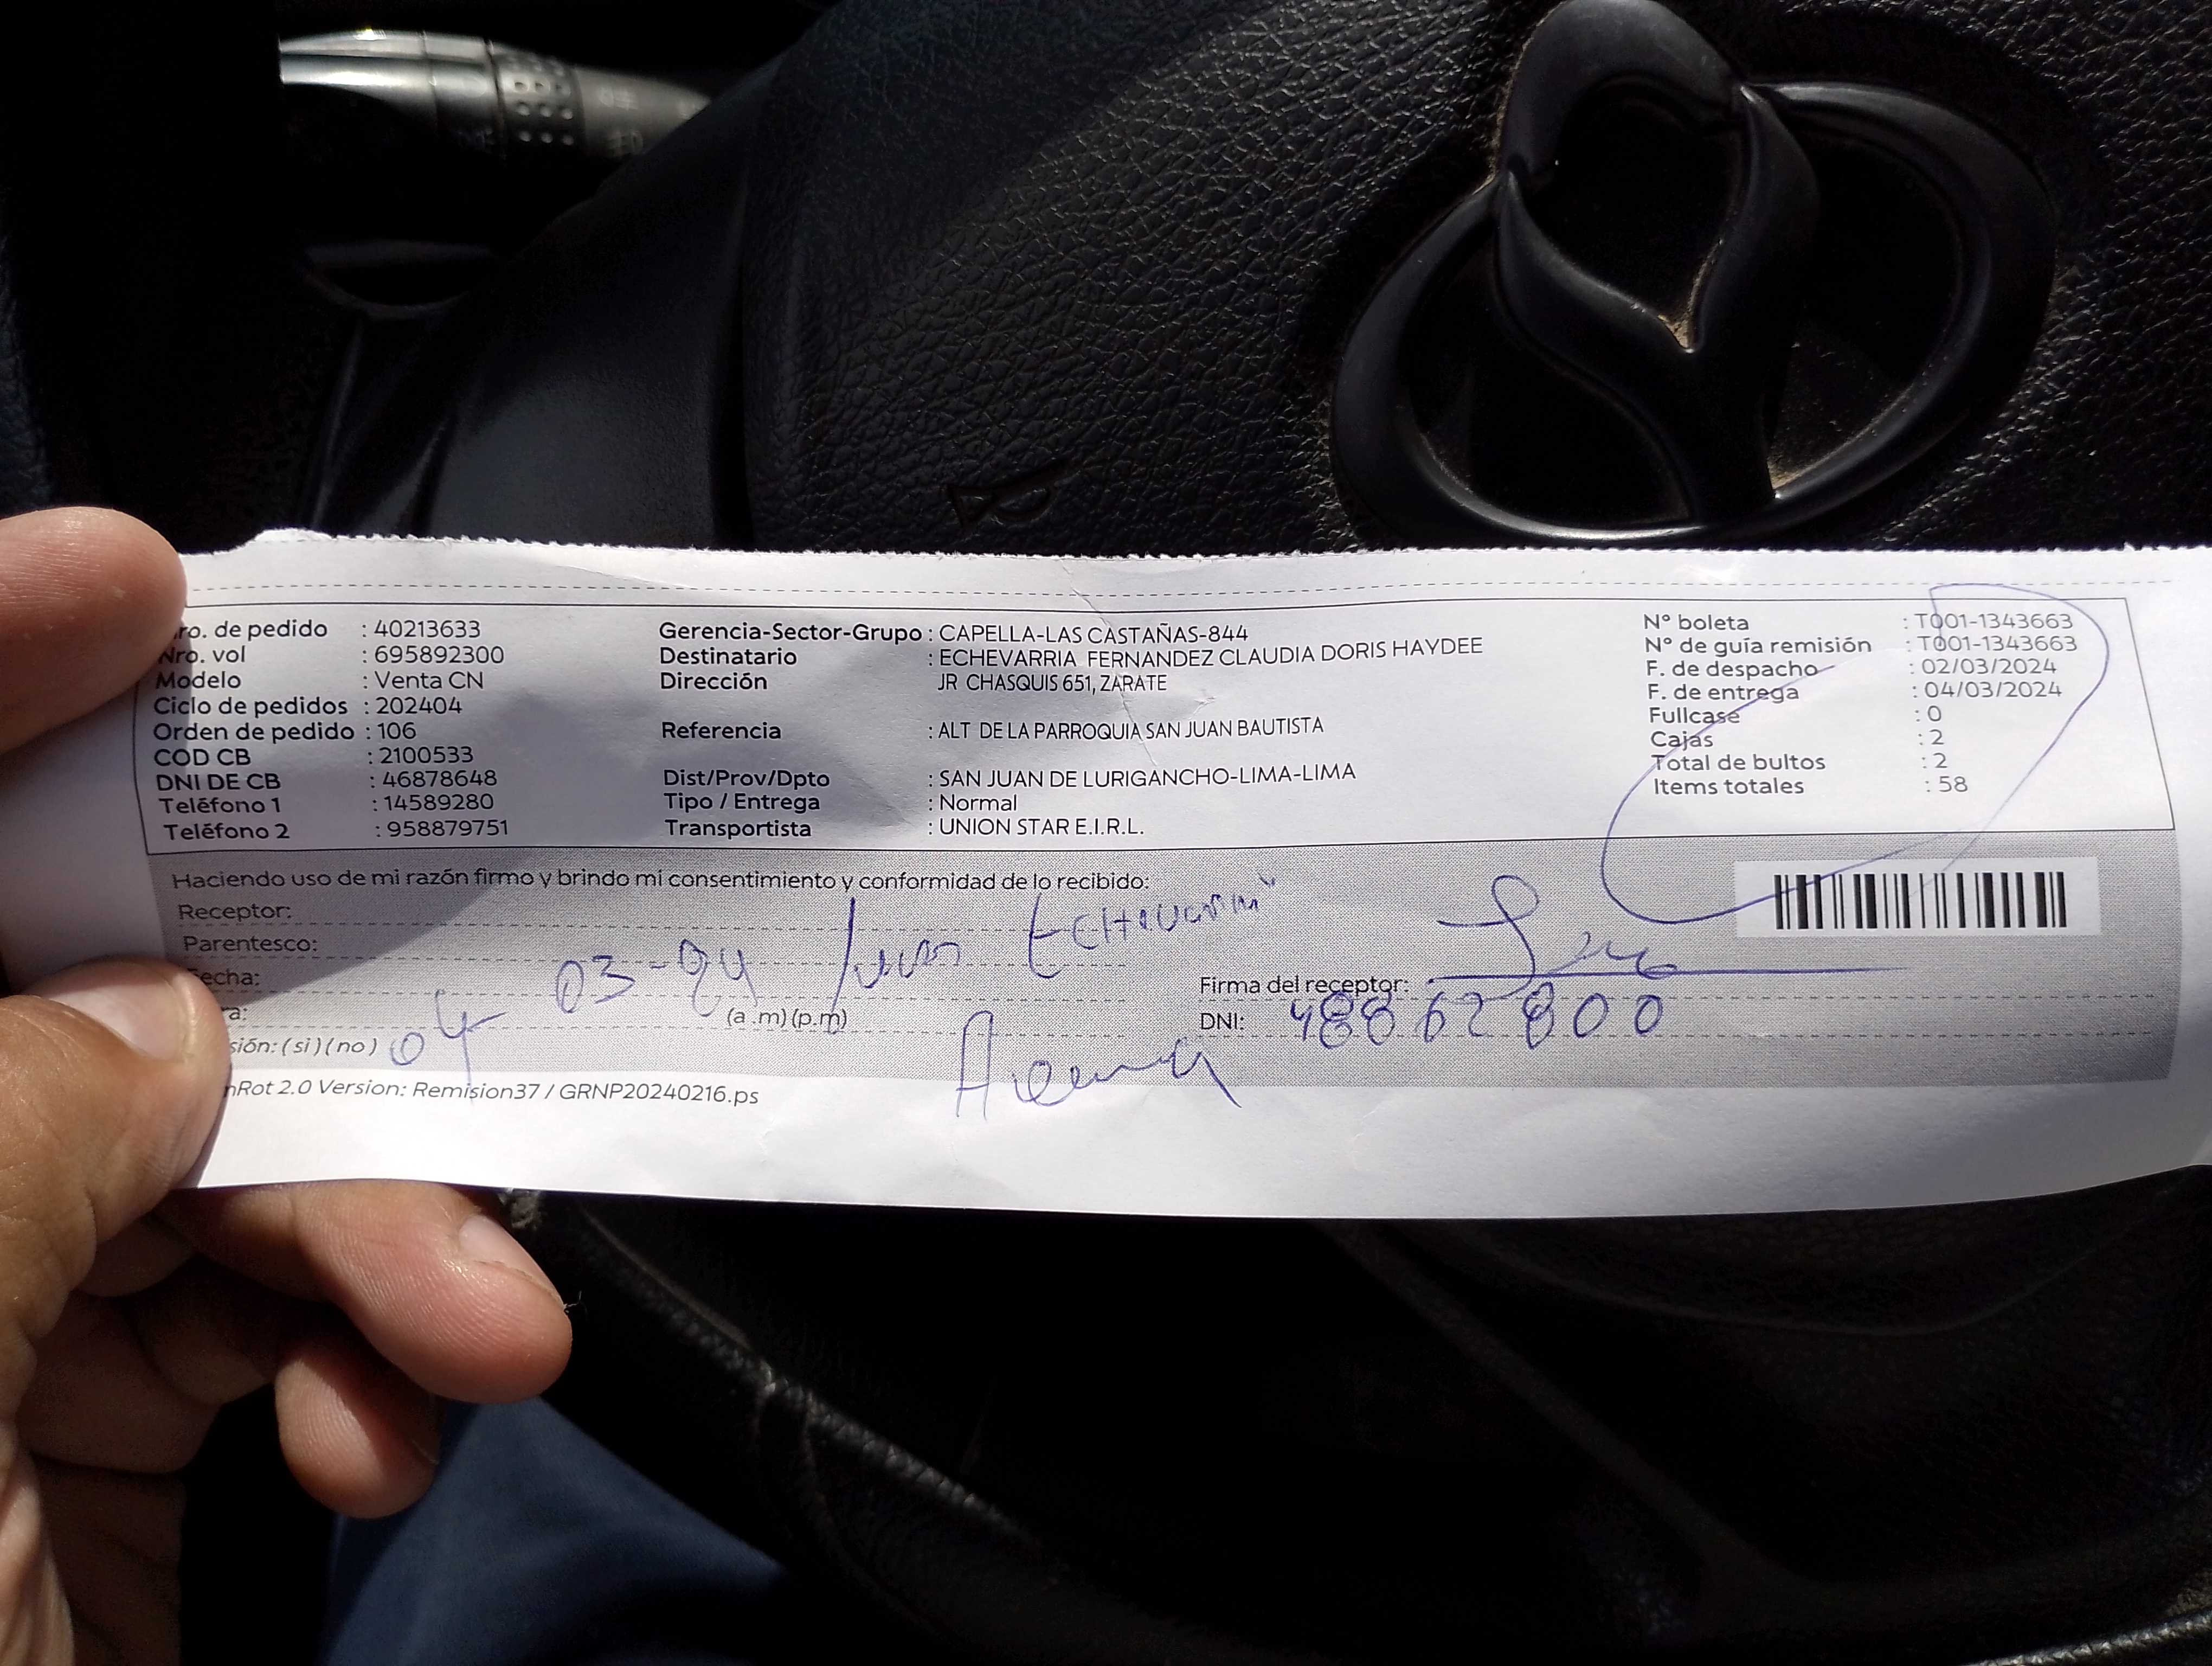 ro. de pedido : 40213633
Nro. vol : 695892300
Modelo : Venta CN
Ciclo de pedidos : 202404
Orden de pedido : 106
COD CB : 2100533
DNI DE CB : 46878648
Teléfono 1 : 14589280
Teléfono 2 : 958879751
Gerencia-Sector-Grupo : CAPELLA-LAS CASTAÑAS-844
Destinatario : ECHEVARRIA FERNANDEZ CLAUDIA DORIS HAYDEE
Dirección JR CHASQUIS 651, ZARATE
Referencia : ALT DE LA PARROQUIA SAN JUAN BAUTISTA
Dist/Prov/Dpto : SAN JUAN DE LURIGANCHO-LIMA-LIMA
Tipo / Entrega : Normal
Transportista : UNION STAR E.I.R.L.
N° boleta : T001-1343663
N° de guía remisión : T001-1343663
F. de despacho : 02/03/2024
F. de entrega : 04/03/2024
Fullcase : 0
Cajas : 2
Total de bultos : 2
Items totales : 58
Haciendo uso de mi razón firmo y brindo mi consentimiento y conformidad de lo recibido:
Receptor:
Parentesco:
echa:
a: (a .m) (p.m)
sión: ( si ) ( no ) 04-03-24
Firma del receptor:
DNI: 48862800
nRot 2.0 Version: Remision37 / GRNP20240216.ps